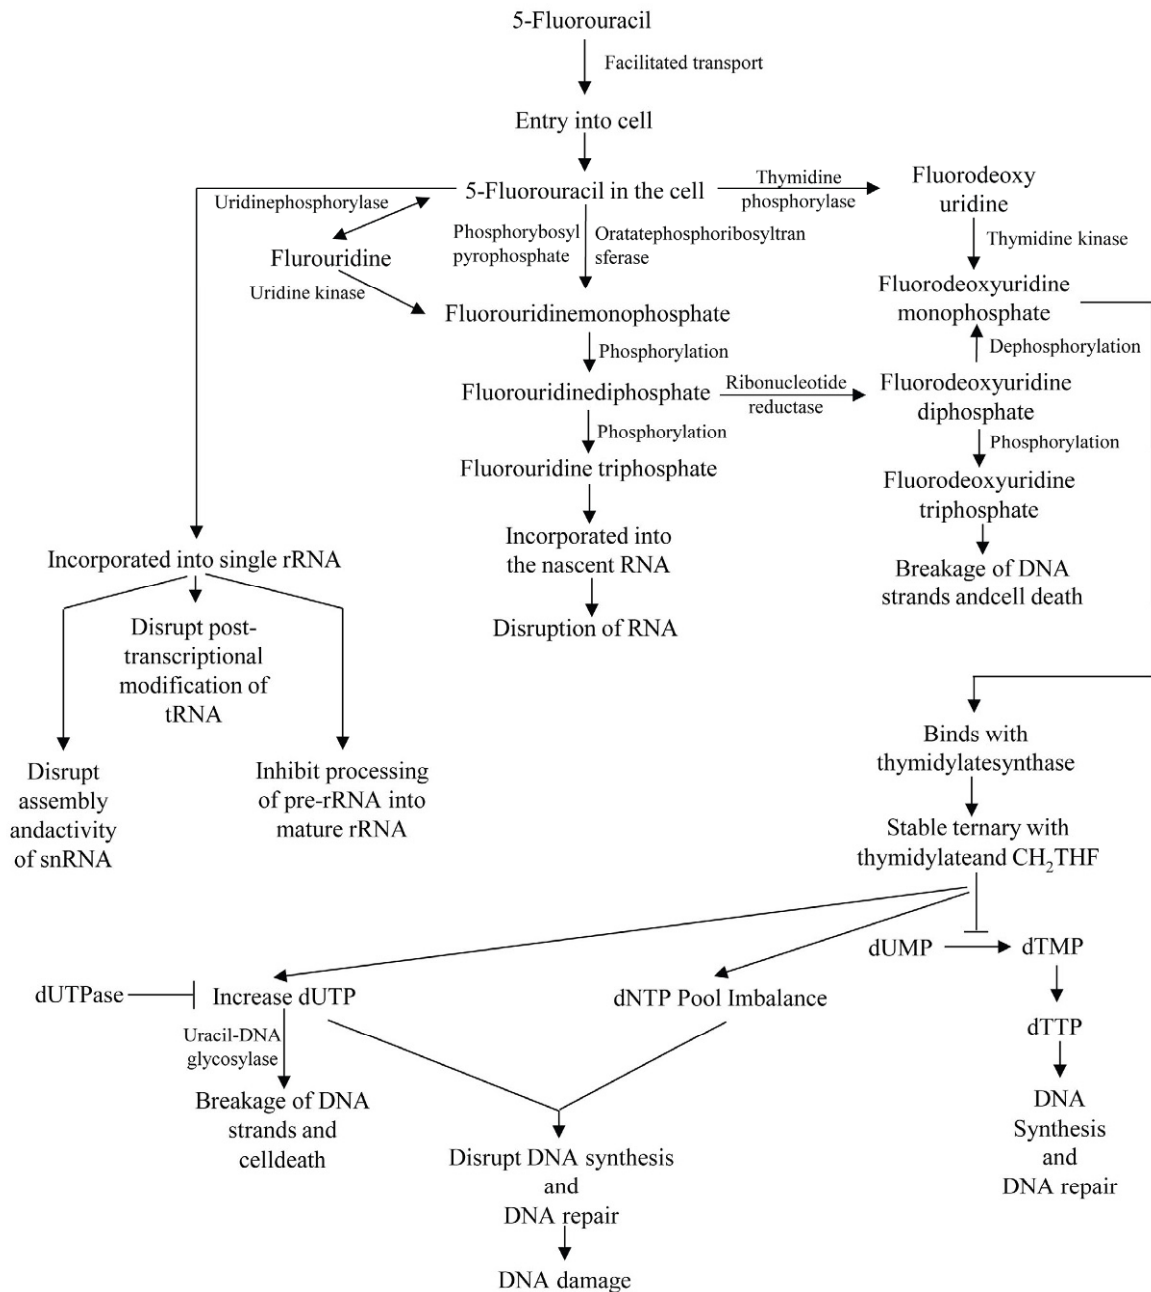 5-Fluorouracil
Facilitated transport
Entry into cell
5-Fluorouracil in the cell
Uridinephosphorylase
Flurouridine
Uridine kinase
Phosphorybosyl
pyrophosphate
Oratatephosphoribosyltran
sferase
Thymidine
phosphorylase
Fluorodeoxy
uridine
Thymidine kinase
Fluorodeoxyuridine
monophosphate
Dephosphorylation
Fluorouridinemonophosphate
Phosphorylation
Fluorouridinediphosphate
Ribonucleotide
reductase
Fluorodeoxyuridine
diphosphate
Phosphorylation
Fluorouridine triphosphate
Phosphorylation
Fluorodeoxyuridine
triphosphate
Incorporated into
the nascent RNA
Disruption of RNA
Breakage of DNA
strands andcell death
Incorporated into single rRNA
Disrupt post-
transcriptional
modification of
tRNA
Disrupt
assembly
andactivity
of snRNA
Inhibit processing
of pre-rRNA into
mature rRNA
Binds with
thymidylatesynthase
Stable ternary with
thymidylateand CH₂THF
dUMP
dTMP
dUTPase
Increase dUTP
dNTP Pool Imbalance
dTTP
Uracil-DNA
glycosylase
Breakage of DNA
strands and
celldeath
Disrupt DNA synthesis
and
DNA repair
DNA damage
DNA
Synthesis
and
DNA repair